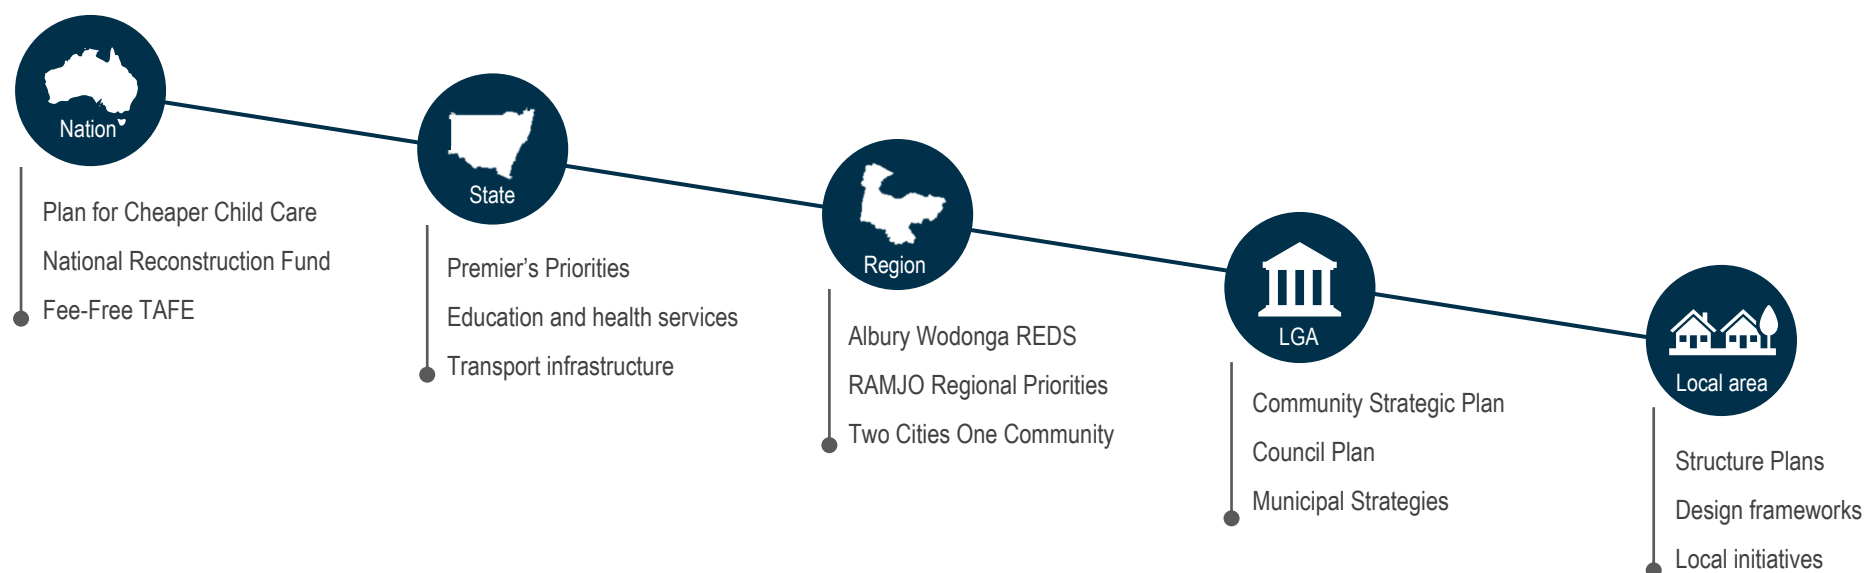 Nation
Plan for Cheaper Child Care
National Reconstruction Fund
Fee-Free TAFE
State
Premier’s Priorities
Education and health services
Transport infrastructure
Region
Albury Wodonga REDS
RAMJO Regional Priorities
Two Cities One Community
LGA
Community Strategic Plan
Council Plan
Municipal Strategies
Local area
Structure Plans
Design frameworks
Local initiatives